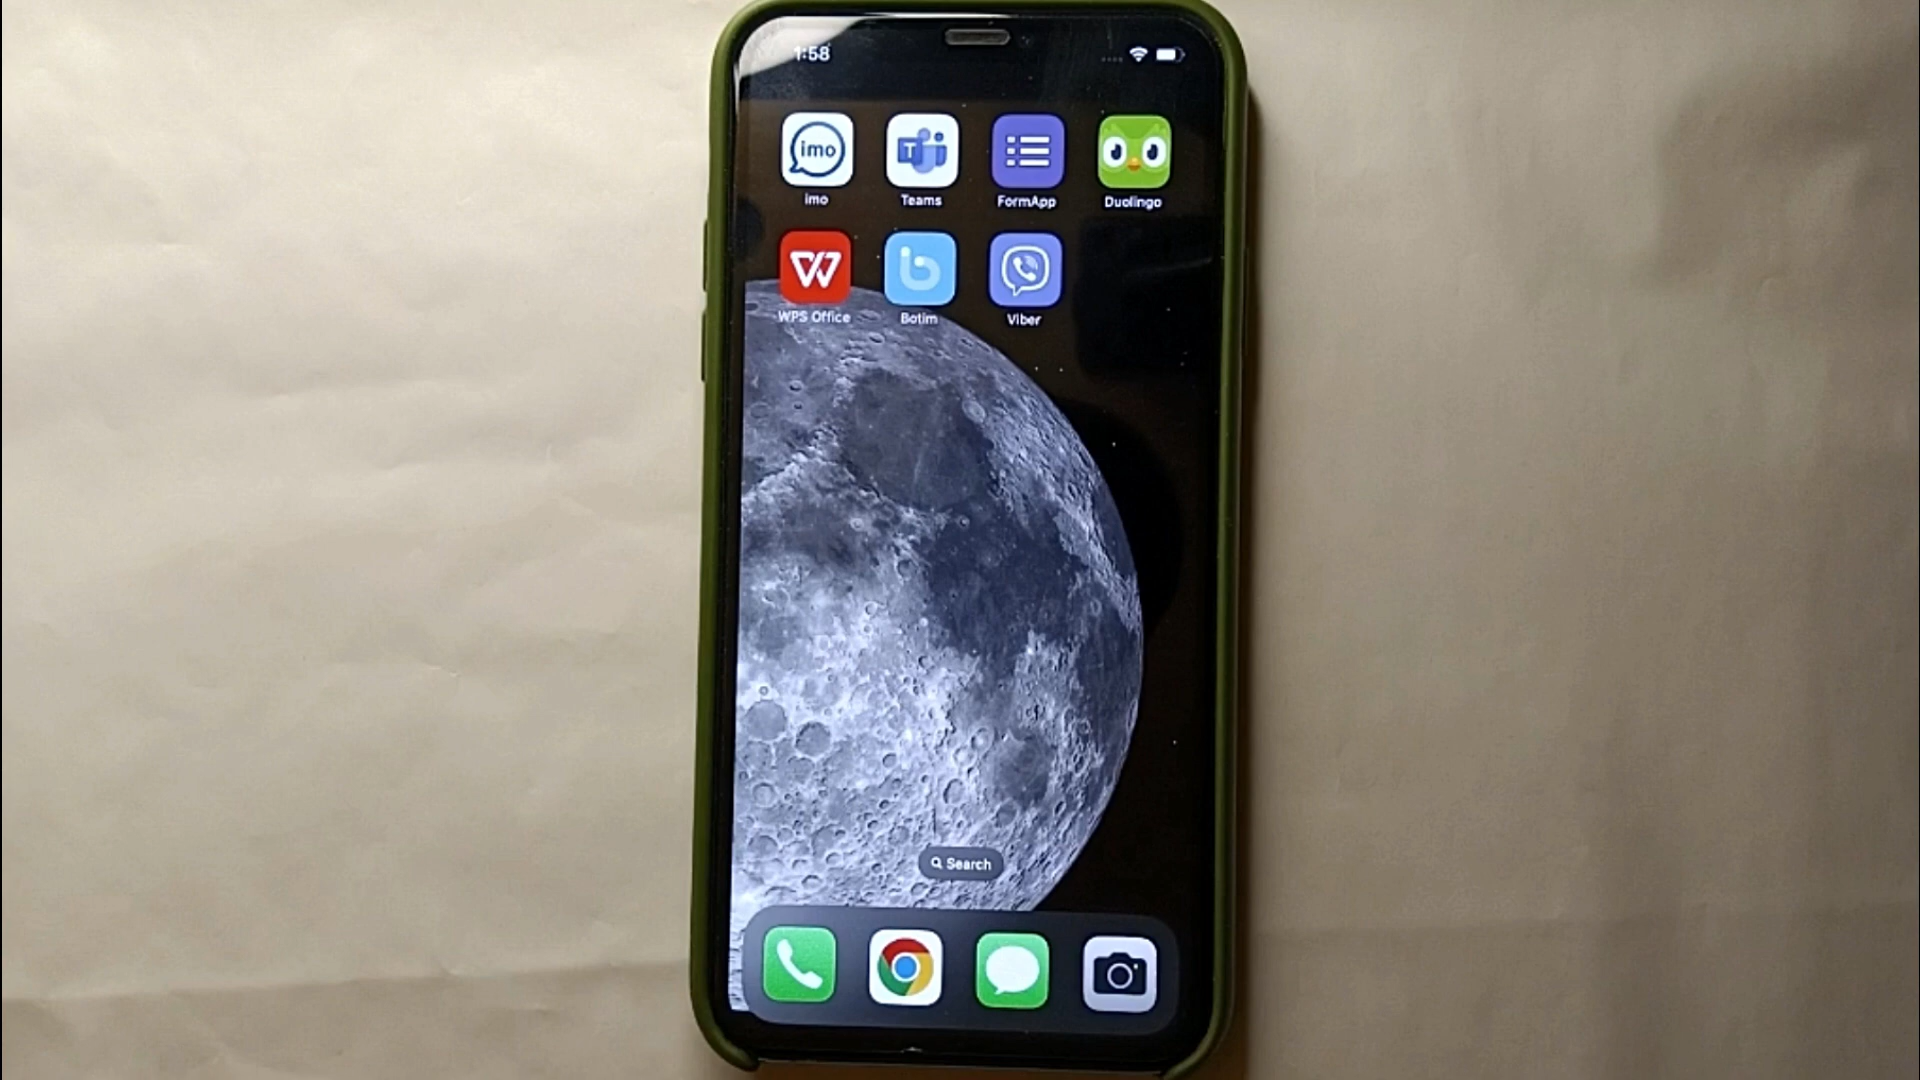 1:58
imo
imo Teams FormApp Duolingo
WPS Office Botim Viber
Search